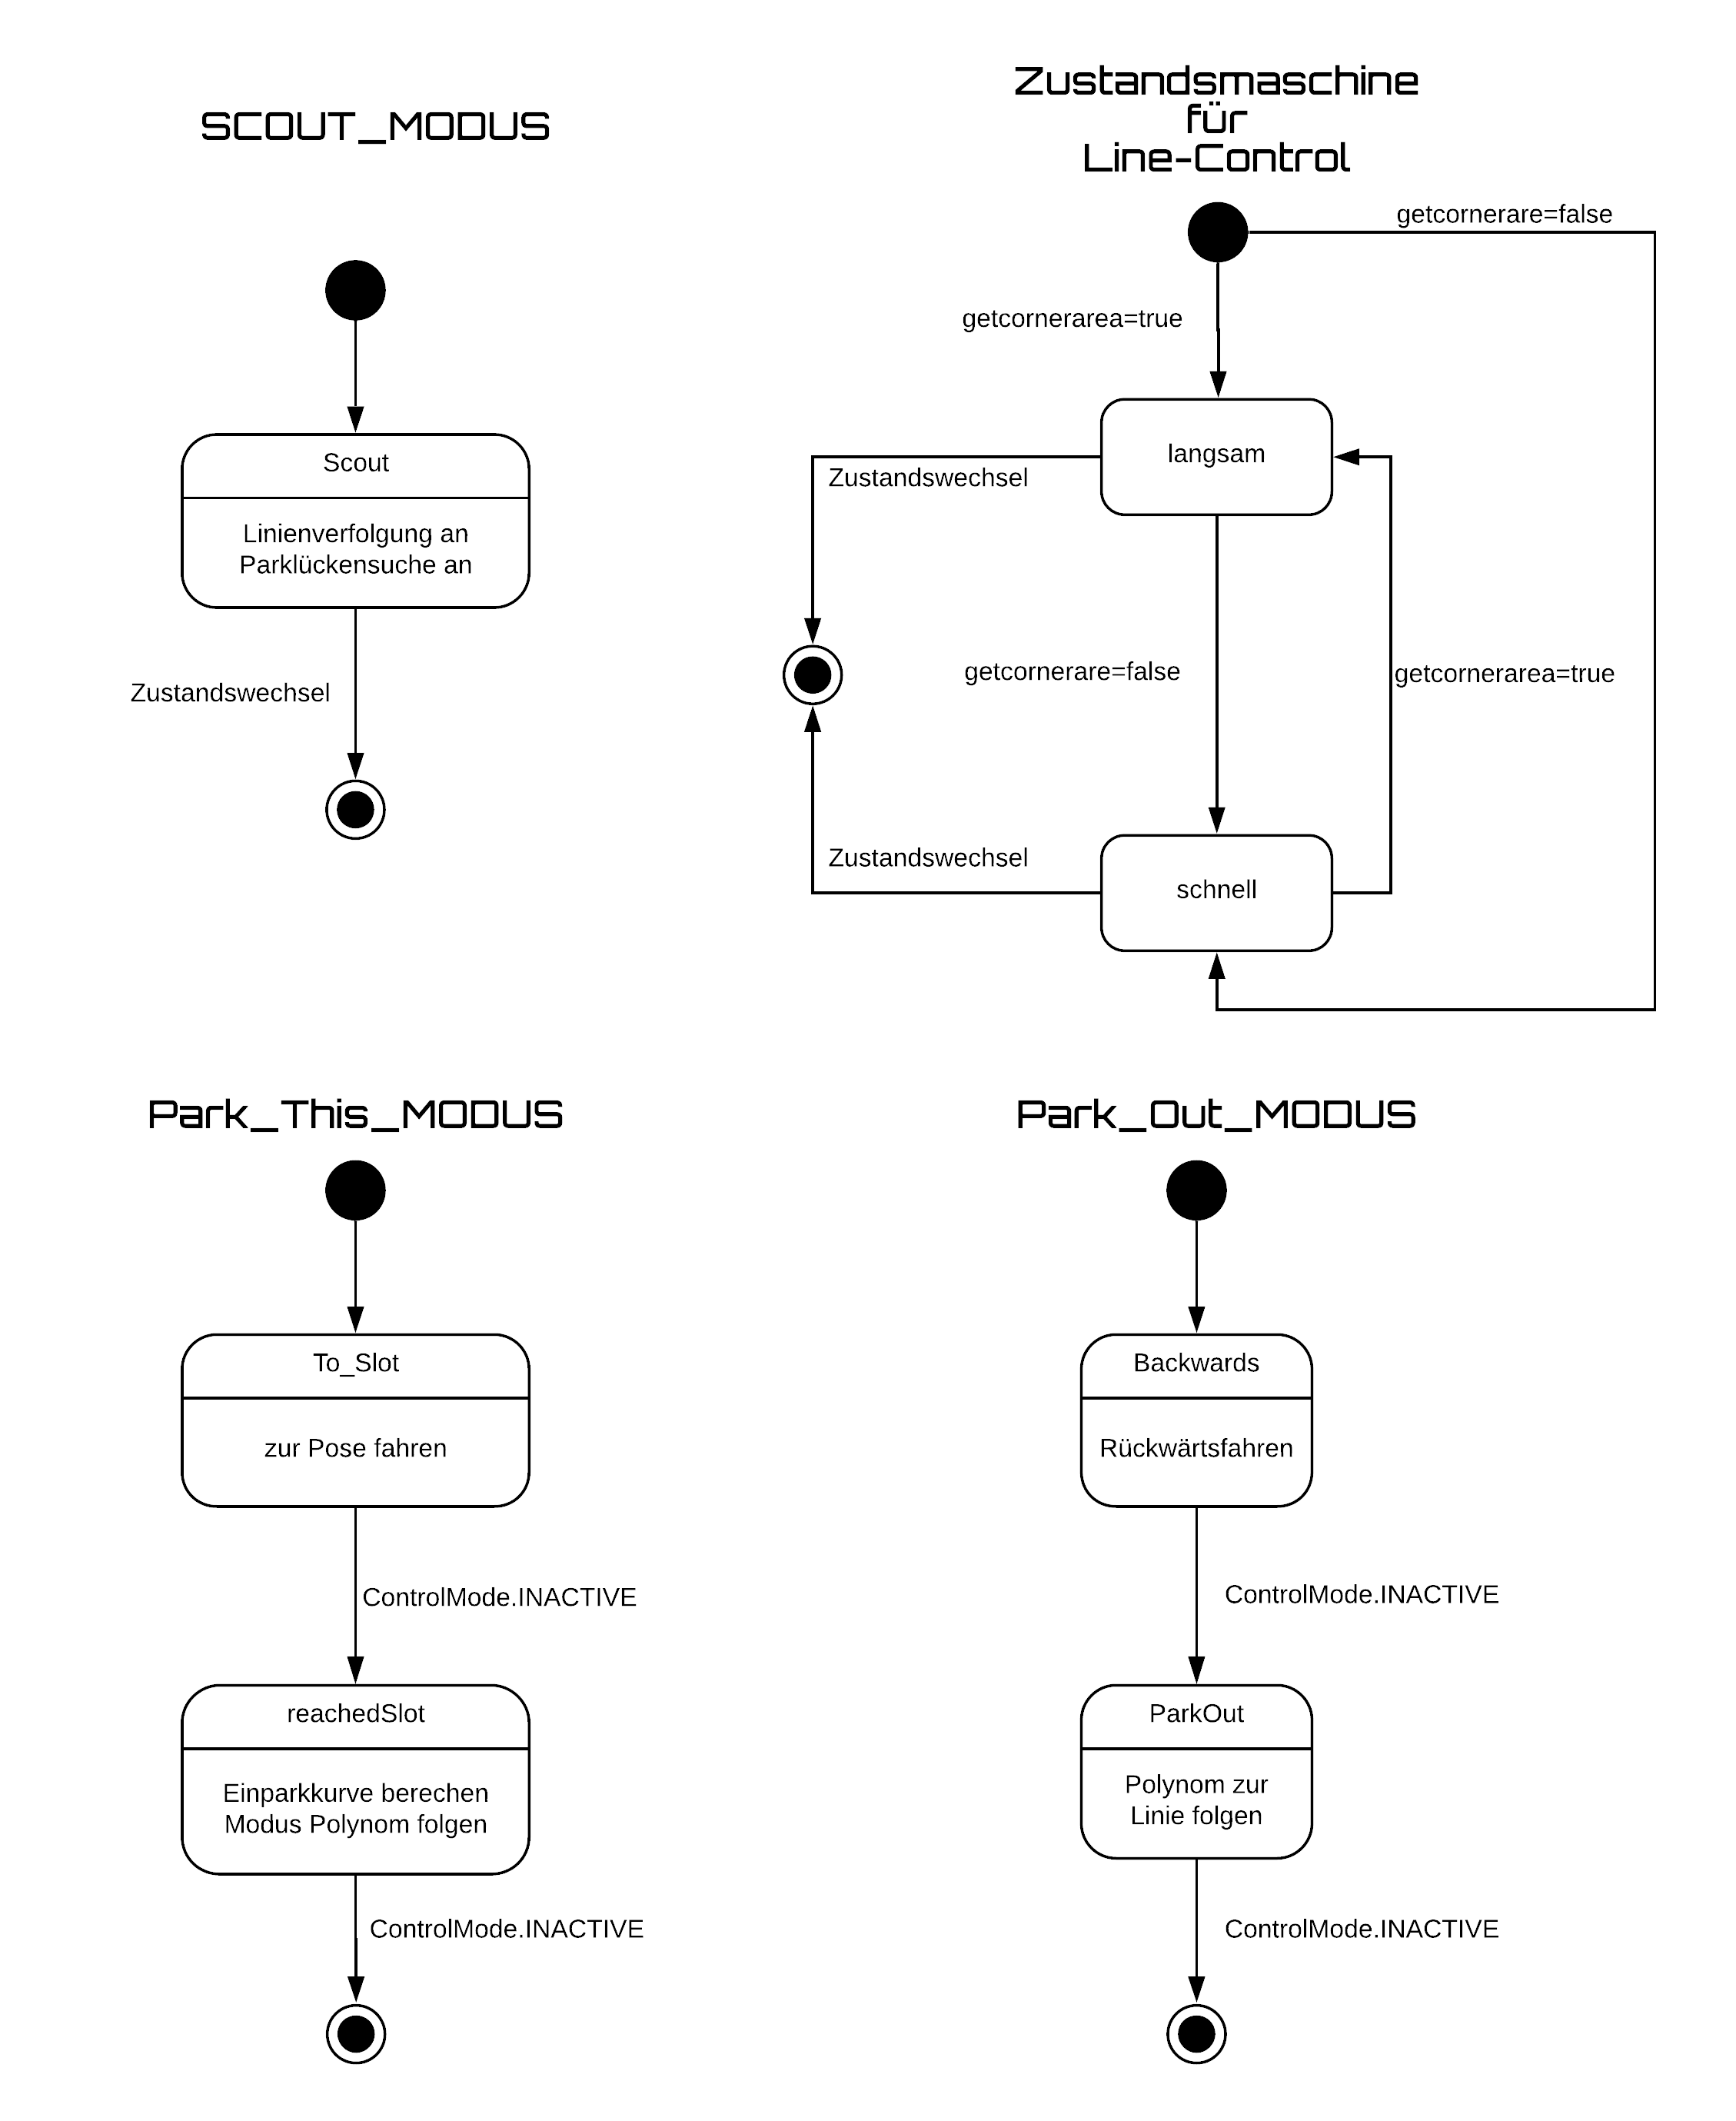 SCOUT_MODUS
Scout
Linienverfolgung an
Parklückensuche an
Zustandswechsel
Zustandsmaschine
für
Line-Control
getcornerare=false
getcornerarea=true
langsam
Zustandswechsel
getcornerare=false
getcornerarea=true
Zustandswechsel
schnell
Park_This_MODUS
To_Slot
zur Pose fahren
ControlMode.INACTIVE
reachedSlot
Einparkkurve berechen
Modus Polynom folgen
ControlMode.INACTIVE
Park_Out_MODUS
Backwards
Rückwärtsfahren
ControlMode.INACTIVE
ParkOut
Polynom zur
Linie folgen
ControlMode.INACTIVE